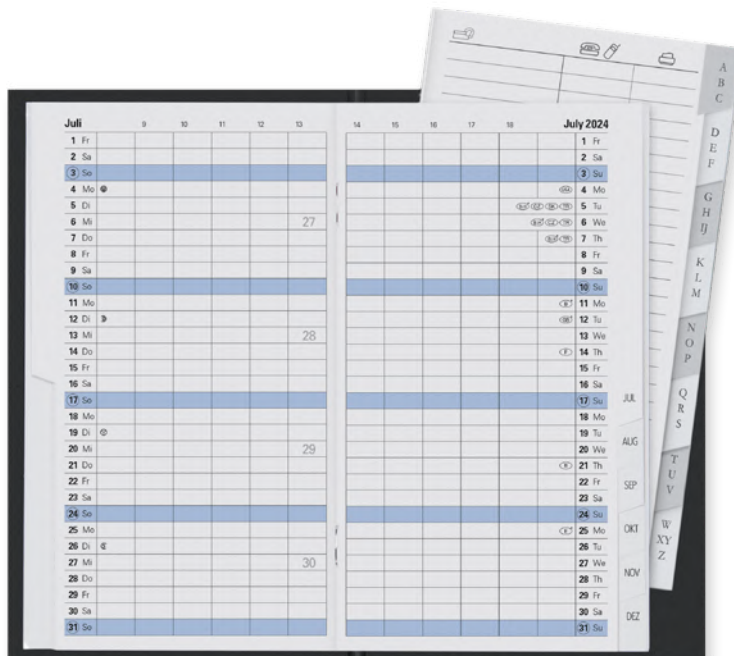 Juli 9 10 11 12 13
1 Fr
2 Sa
3 So
4 Mo
5 Di
6 Mi 27
7 Do
8 Fr
9 Sa
10 So
11 Mo
12 Di
13 Mi 28
14 Do
15 Fr
16 Sa
17 So
18 Mo
19 Di
20 Mi 29
21 Do
22 Fr
23 Sa
24 So
25 Mo
26 Di
27 Mi 30
28 Do
29 Fr
30 Sa
31 So
14 15 16 17 18 July 2024
1 Fr
2 Sa
3 Su
4 Mo
5 Tu
6 We
7 Th
8 Fr
9 Sa
10 Su
11 Mo
12 Tu
13 We
14 Th
15 Fr
16 Sa
17 Su
18 Mo
19 Tu
20 We
21 Th
22 Fr
23 Sa
24 Su
25 Mo
26 Tu
27 We
28 Th
29 Fr
30 Sa
31 Su
JUL
AUG
SEP
OKT
NOV
DEZ
A
B
C
D
E
F
G
H
IJ
K
L
M
N
O
P
Q
R
S
T
U
V
W
XY
Z